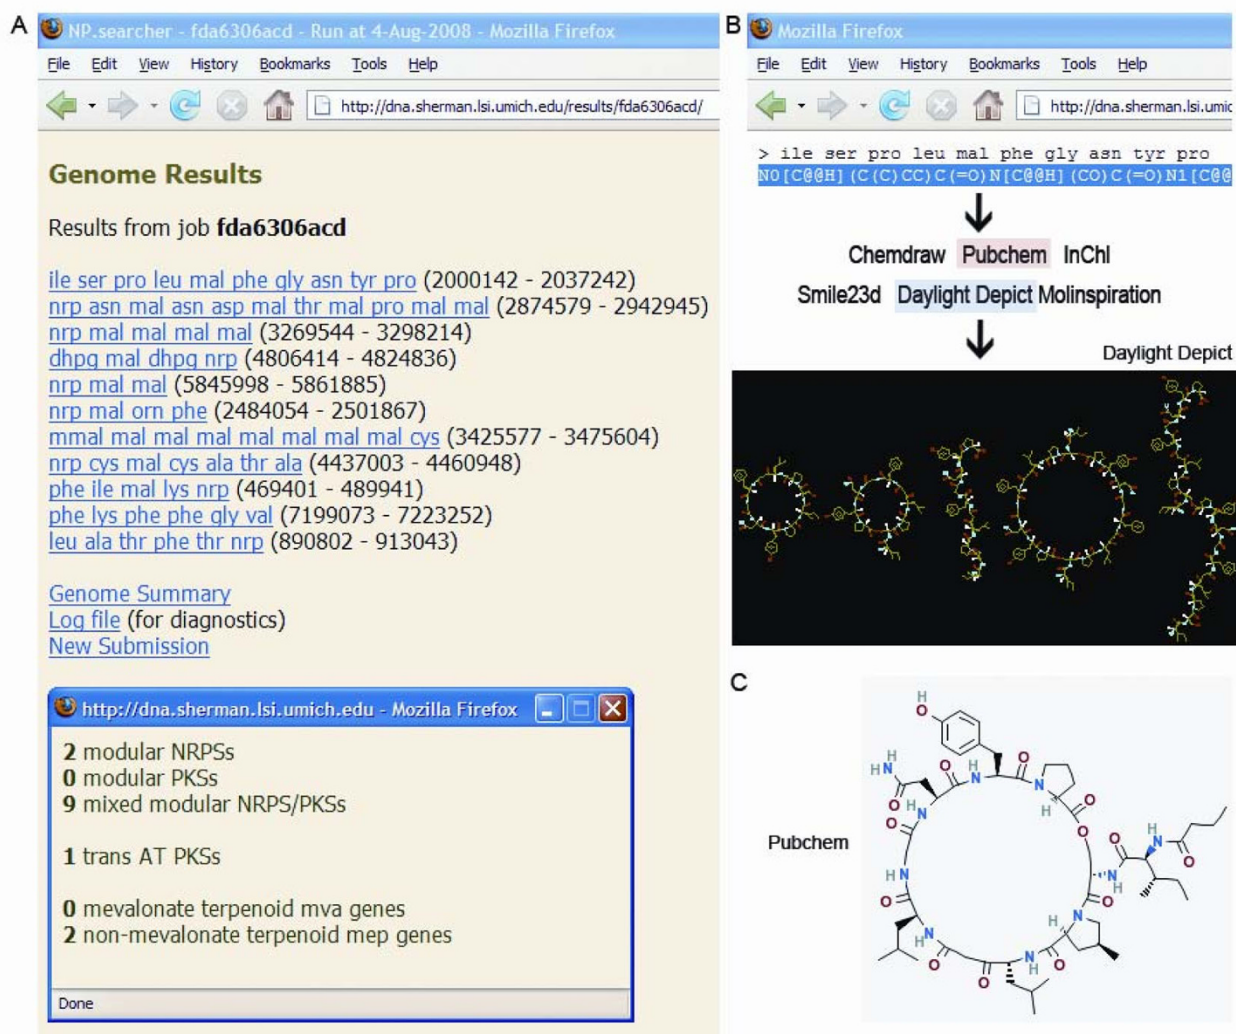 A
NP.searcher - fda6306acd - Run at 4-Aug-2008 - Mozilla Firefox
File Edit View History Bookmarks Tools Help
http://dna.sherman.lsi.umich.edu/results/fda6306acd/
Genome Results
Results from job fda6306acd
ile ser pro leu mal phe gly asn tyr pro (2000142 - 2037242)
nrp asn mal asn asp mal thr mal pro mal mal (2874579 - 2942945)
nrp mal mal mal mal (3269544 - 3298214)
dhpg mal dhpg nrp (4806414 - 4824836)
nrp mal mal (5845998 - 5861885)
nrp mal orn phe (2484054 - 2501867)
mmal mal mal mal mal mal mal mal cys (3425577 - 3475604)
nrp cys mal cys ala thr ala (4437003 - 4460948)
phe ile mal lys nrp (469401 - 489941)
phe lys phe phe gly val (7199073 - 7223252)
leu ala thr phe thr nrp (890802 - 913043)
Genome Summary
Log file (for diagnostics)
New Submission
http://dna.sherman.lsi.umich.edu - Mozilla Firefox
2 modular NRPSs
0 modular PKSs
9 mixed modular NRPS/PKSs
1 trans AT PKSs
0 mevalonate terpenoid mva genes
2 non-mevalonate terpenoid mep genes
Done
B
Mozilla Firefox
File Edit View History Bookmarks Tools Help
http://dna.sherman.lsi.umic
> ile ser pro leu mal phe gly asn tyr pro
N0[C@@H](C(C)CC)C(=O)N[C@@H](CO)C(=O)N1[C@@
Chemdraw Pubchem InChI
Smile23d Daylight Depict Molinspiration
Daylight Depict
C
Pubchem